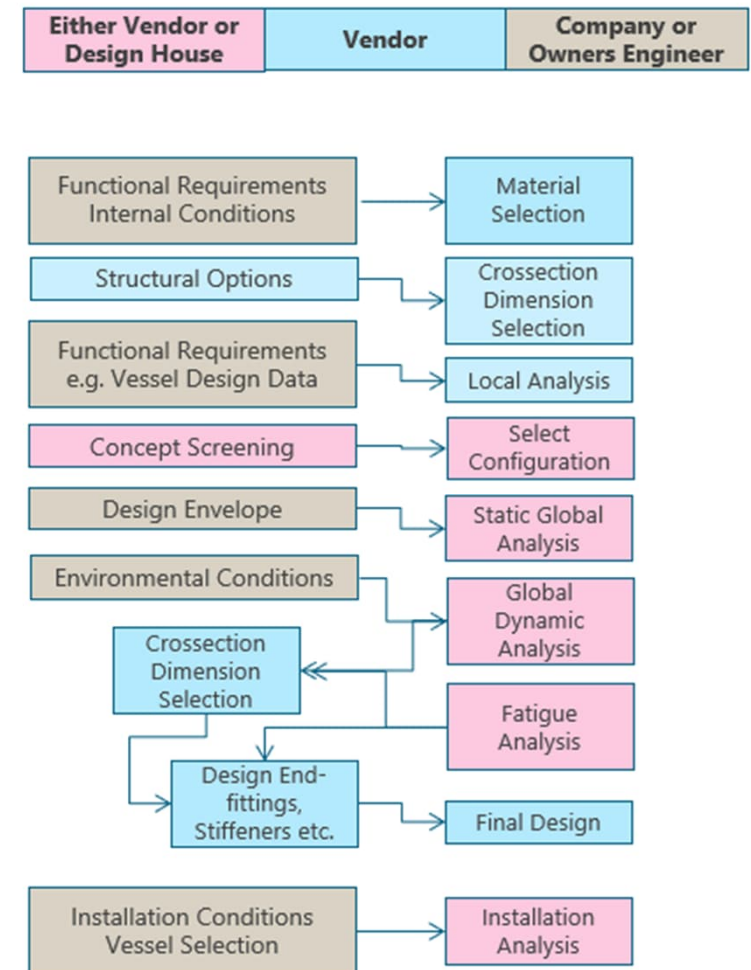 Either Vendor or
Design House
Vendor
Company or
Owners Engineer
Functional Requirements
Internal Conditions
Material
Selection
Structural Options
Crossection
Dimension
Selection
Functional Requirements
e.g. Vessel Design Data
Local Analysis
Concept Screening
Select
Configuration
Design Envelope
Static Global
Analysis
Environmental Conditions
Global
Dynamic
Analysis
Crossection
Dimension
Selection
Fatigue
Analysis
Design End-
fittings,
Stiffeners etc.
Final Design
Installation Conditions
Vessel Selection
Installation
Analysis